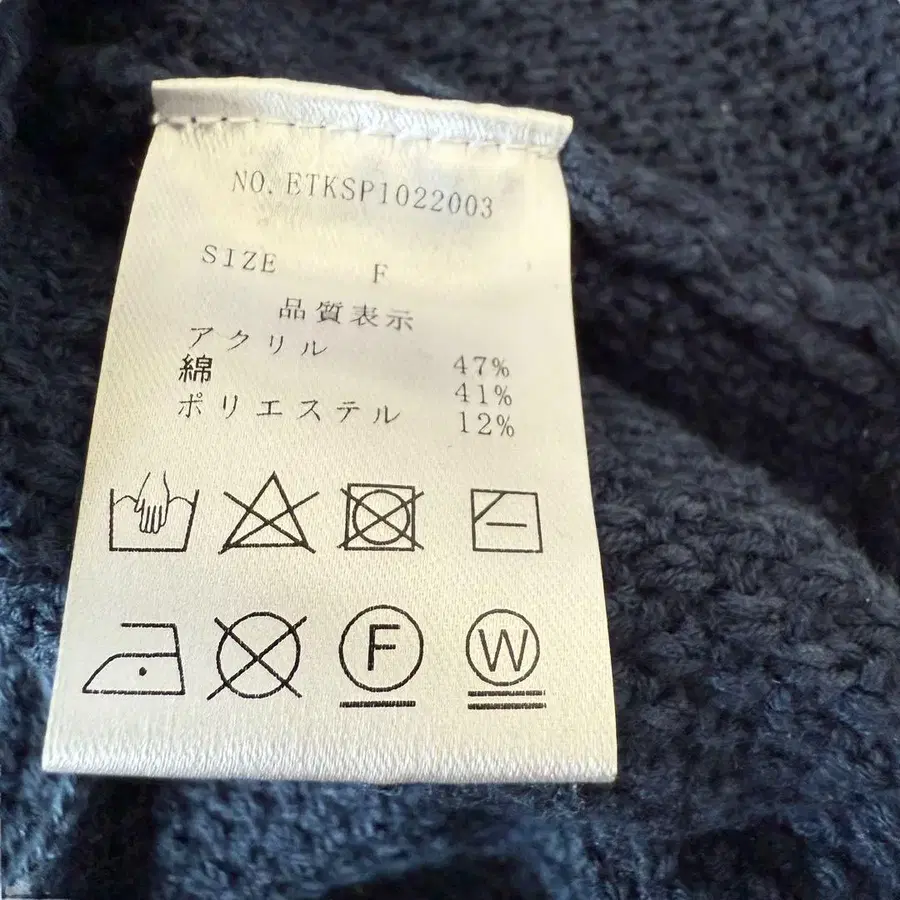 NO. ETKSP1022003
SIZE F
品質表示
アクリル 47%
綿 41%
ポリエステル 12%
F W